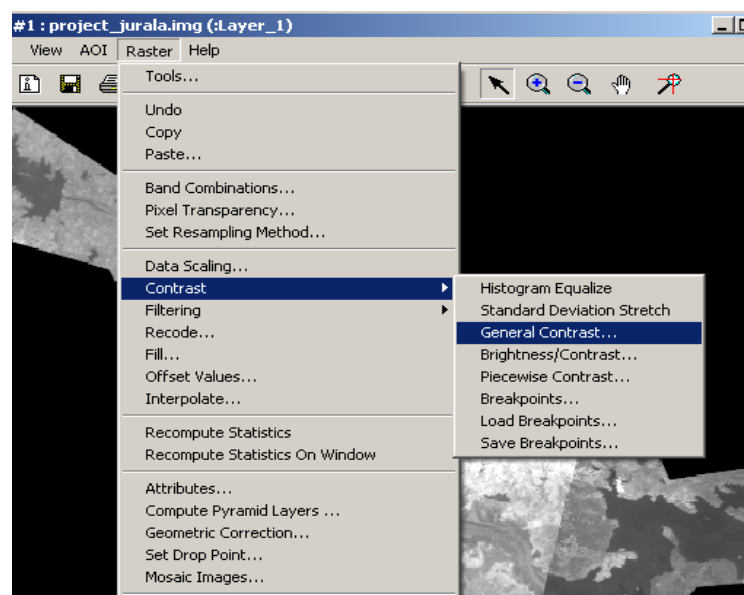 #1 : project_jurala.img (:Layer_1)
View AOI Raster Help
Tools...
Undo
Copy
Paste...
Band Combinations...
Pixel Transparency...
Set Resampling Method...
Data Scaling...
Contrast
Filtering
Recode...
Fill...
Offset Values...
Interpolate...
Recompute Statistics
Recompute Statistics On Window
Attributes...
Compute Pyramid Layers ...
Geometric Correction...
Set Drop Point...
Mosaic Images...
Histogram Equalize
Standard Deviation Stretch
General Contrast...
Brightness/Contrast...
Piecewise Contrast...
Breakpoints...
Load Breakpoints...
Save Breakpoints...